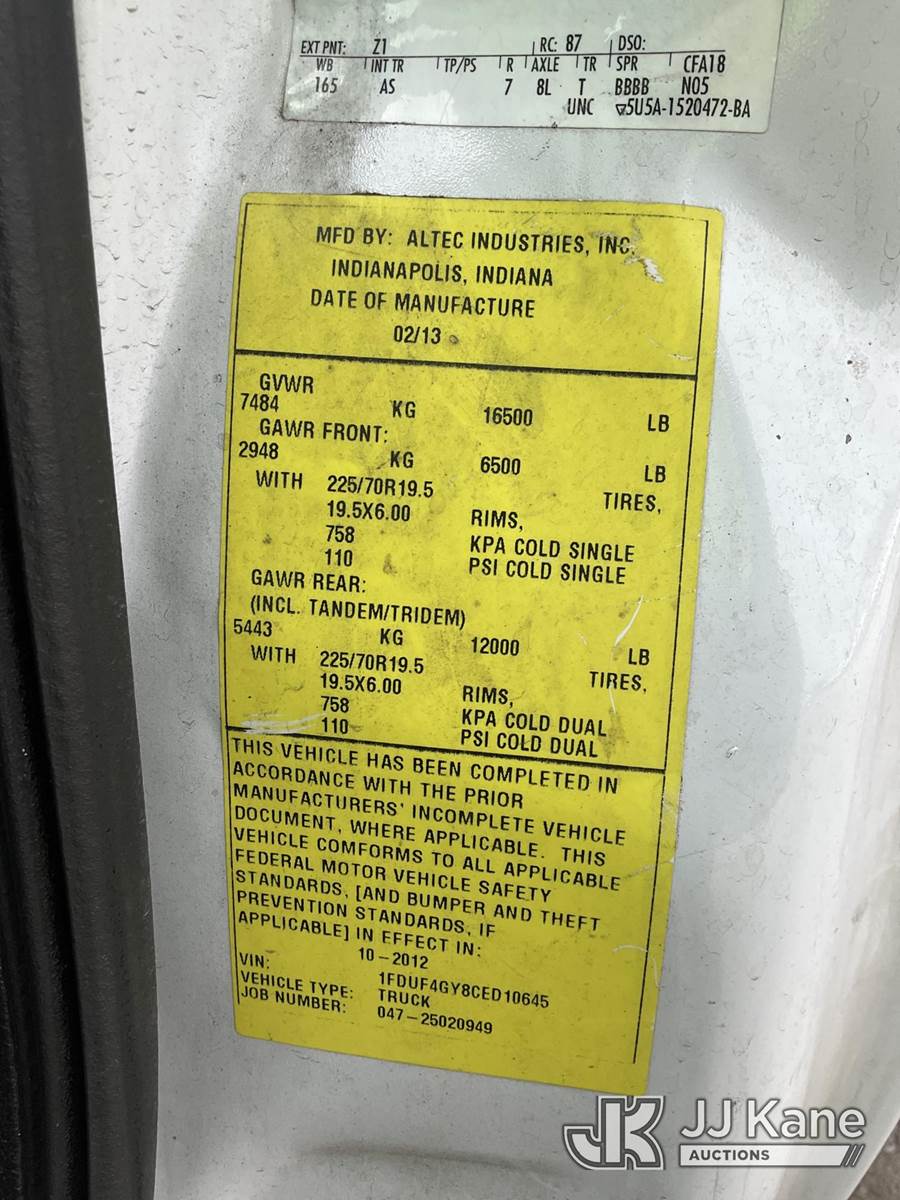 EXT PNT: Z1 RC: 87 DSO:
WB INT TR TP/PS R AXLE TR SPR CFA18
165 AS 7 8L T BBBB N05
UNC 5U5A-1520472-BA
MFD BY: ALTEC INDUSTRIES, INC.
INDIANAPOLIS, INDIANA
DATE OF MANUFACTURE
02/13
GVWR
7484 KG 16500 LB
GAWR FRONT:
2948 KG 6500 LB
WITH 225/70R19.5 TIRES,
19.5X6.00 RIMS,
758 KPA COLD SINGLE
110 PSI COLD SINGLE
GAWR REAR:
(INCL. TANDEM/TRIDEM)
5443 KG 12000 LB
WITH 225/70R19.5 TIRES,
19.5X6.00 RIMS,
758 KPA COLD DUAL
110 PSI COLD DUAL
THIS VEHICLE HAS BEEN COMPLETED IN
ACCORDANCE WITH THE PRIOR
MANUFACTURERS' INCOMPLETE VEHICLE
DOCUMENT, WHERE APPLICABLE. THIS
VEHICLE COMFORMS TO ALL APPLICABLE
FEDERAL MOTOR VEHICLE SAFETY
STANDARDS, [AND BUMPER AND THEFT
PREVENTION STANDARDS, IF
APPLICABLE] IN EFFECT IN:
10-2012
VIN: 1FDUF4GY8CED10645
VEHICLE TYPE: TRUCK
JOB NUMBER: 047-25020949
JK JJ Kane
AUCTIONS